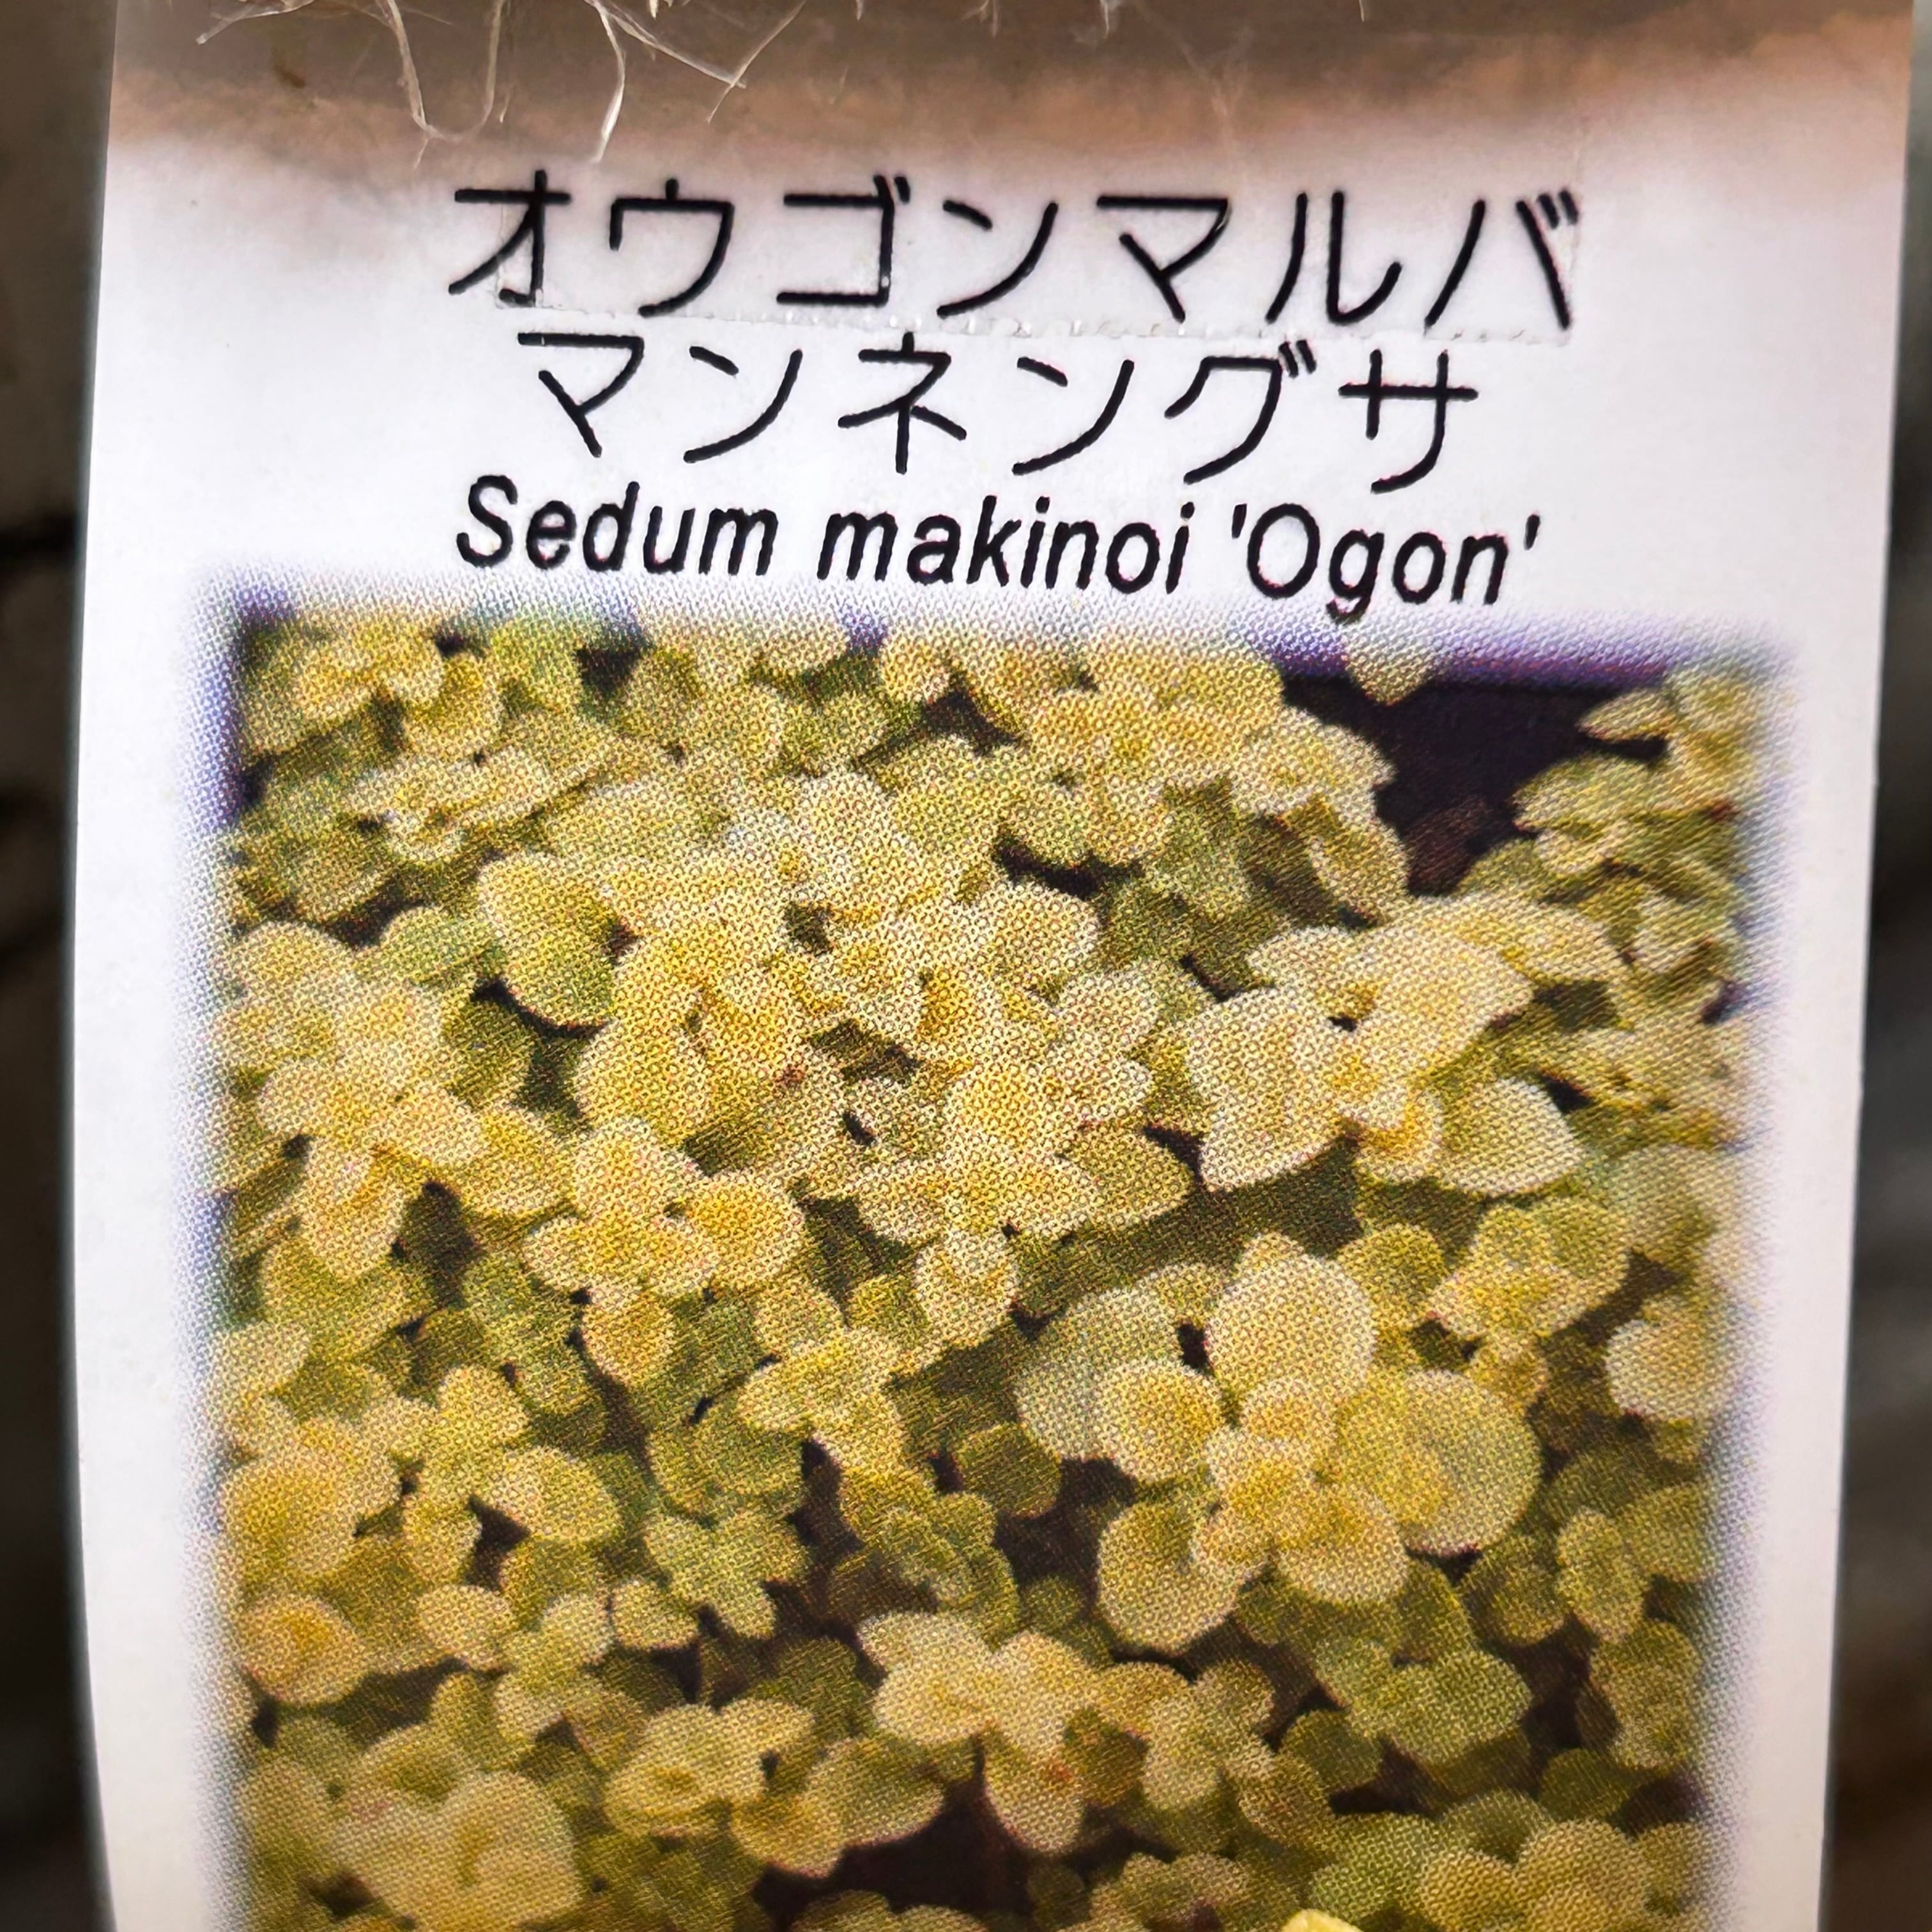 オウゴンマルバ
マンネングサ
Sedum makinoi 'Ogon'